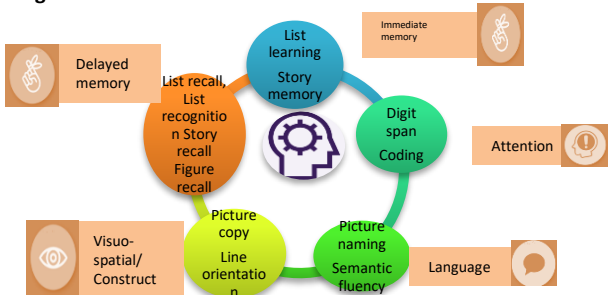 List
learning
Story
memory
Immediate
memory
Digit
span
Coding
Attention
Picture
naming
Semantic
fluency
Language
Picture
copy
Line
orientatio
n
Visuo-
spatial/
Construct
List recall,
List
recognitio
n Story
recall
Figure
recall
Delayed
memory